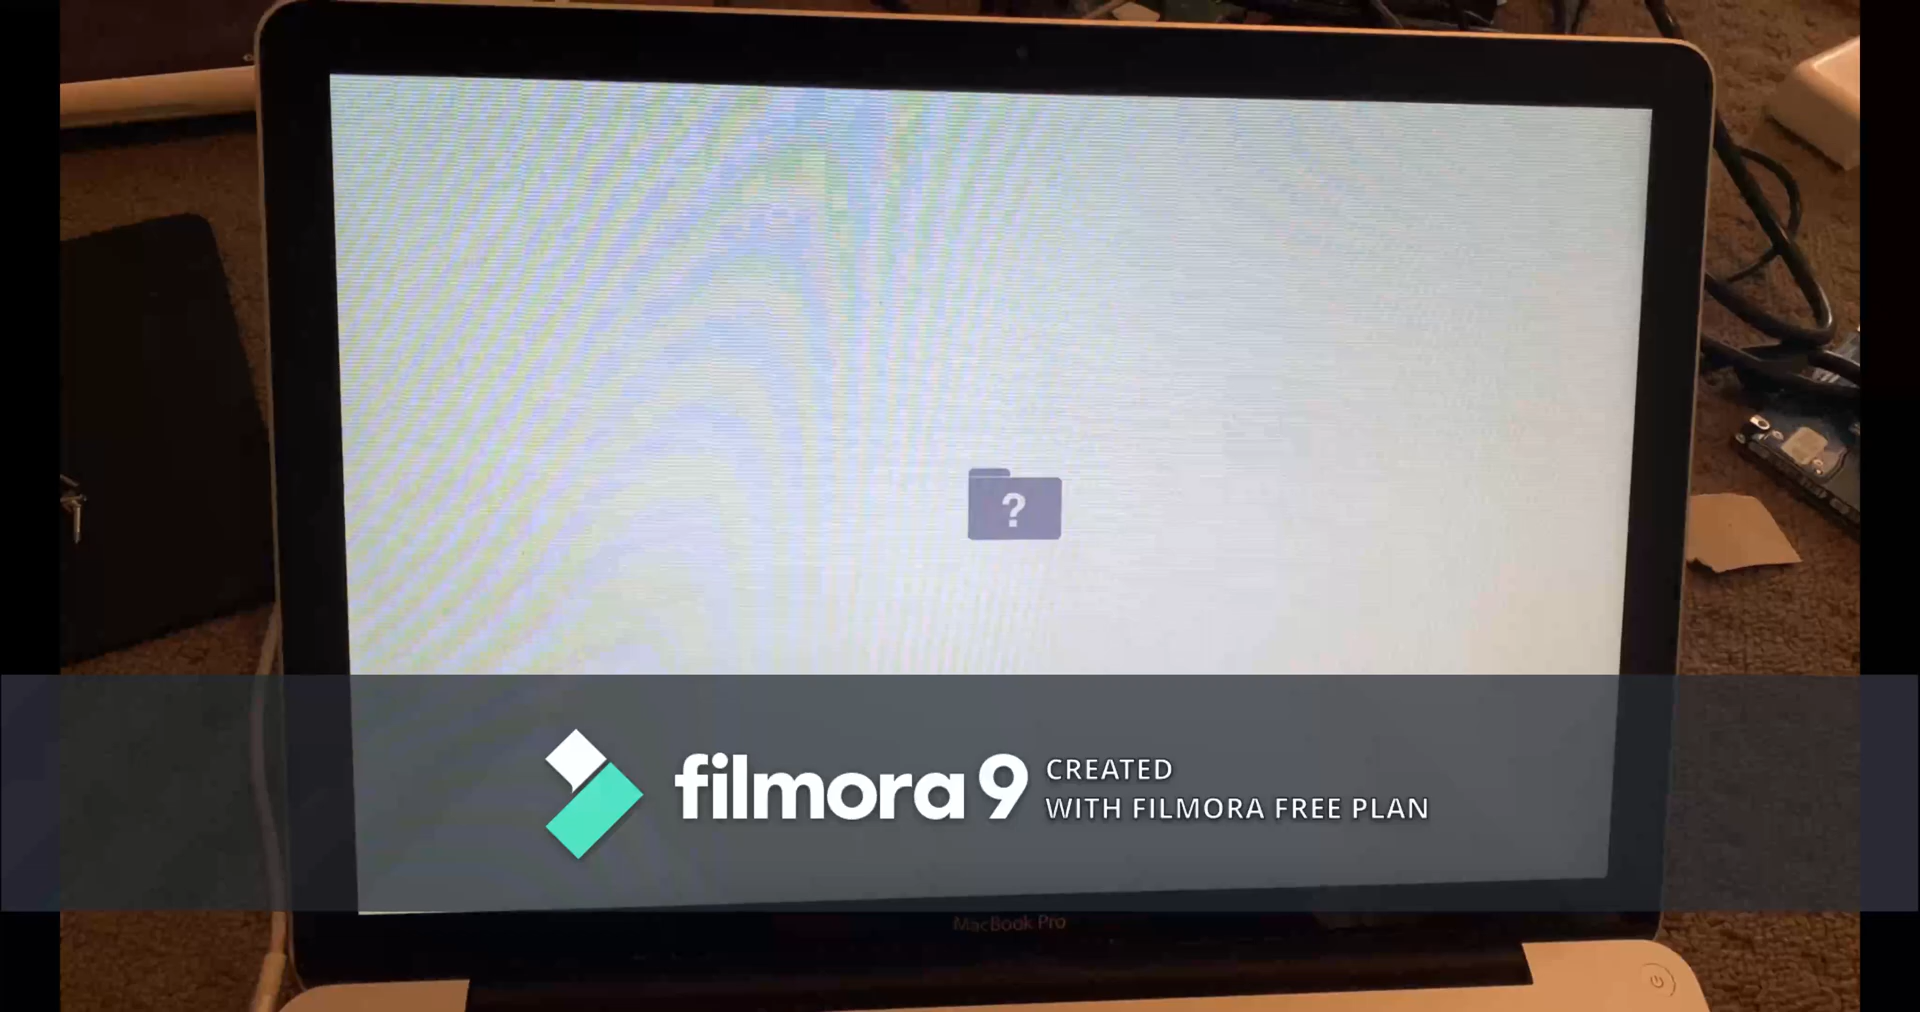 ?
filmora 9
CREATED
WITH FILMORA FREE PLAN
MacBook Pro